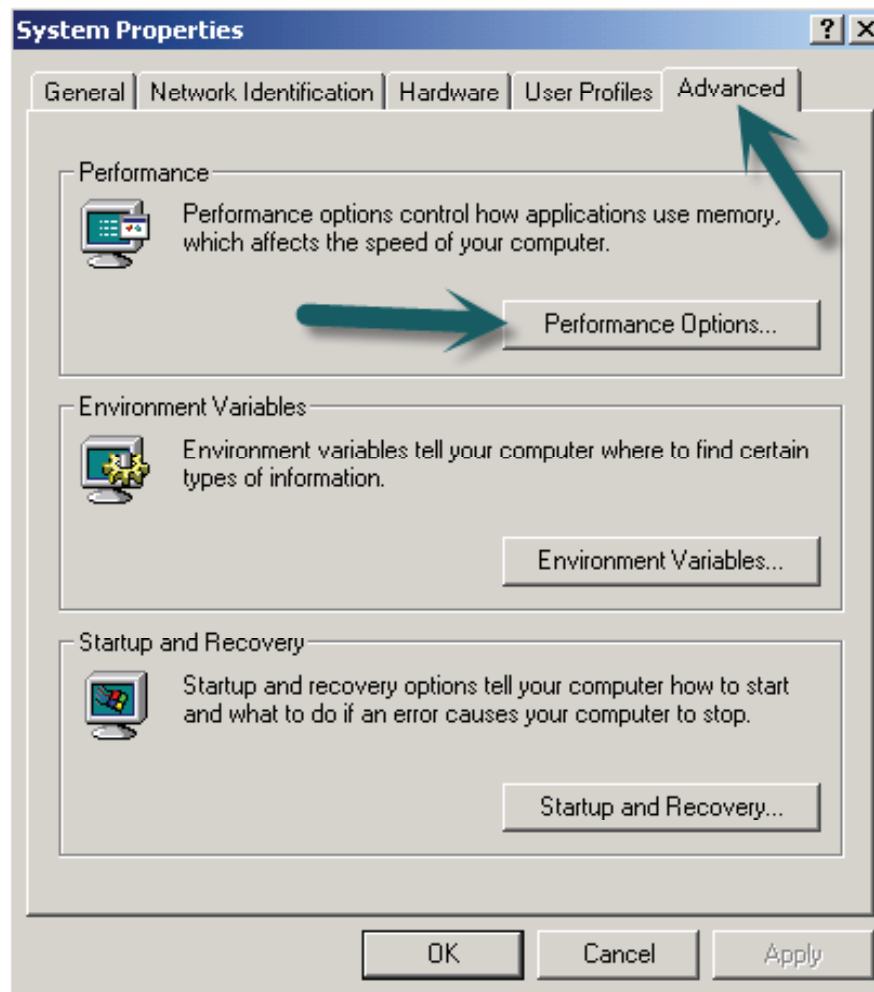 System Properties
General
Network Identification
Hardware
User Profiles
Advanced
Performance
Performance options control how applications use memory,
which affects the speed of your computer.
Performance Options...
Environment Variables
Environment variables tell your computer where to find certain
types of information.
Environment Variables...
Startup and Recovery
Startup and recovery options tell your computer how to start
and what to do if an error causes your computer to stop.
Startup and Recovery...
OK
Cancel
Apply